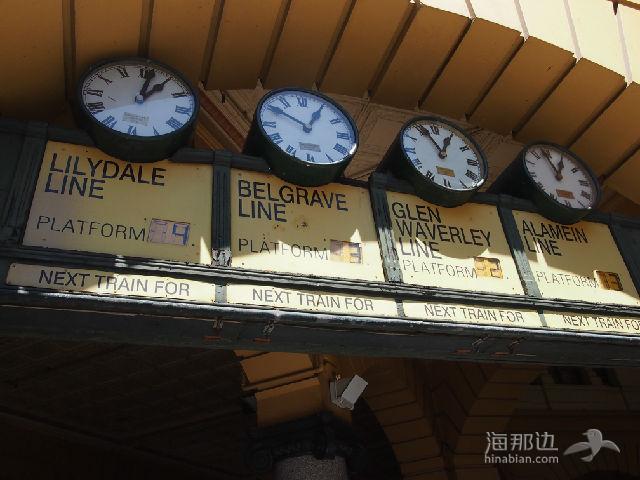 LILYDALE
LINE
PLATFORM 4
NEXT TRAIN FOR
BELGRAVE
LINE
PLATFORM
NEXT TRAIN FOR
GLEN
WAVERLEY
LINE
PLATFORM
NEXT TRAIN FOR
ALAMEIN
LINE
PLATFORM
NEXT TRAIN FOR
海那边
hinabian.com